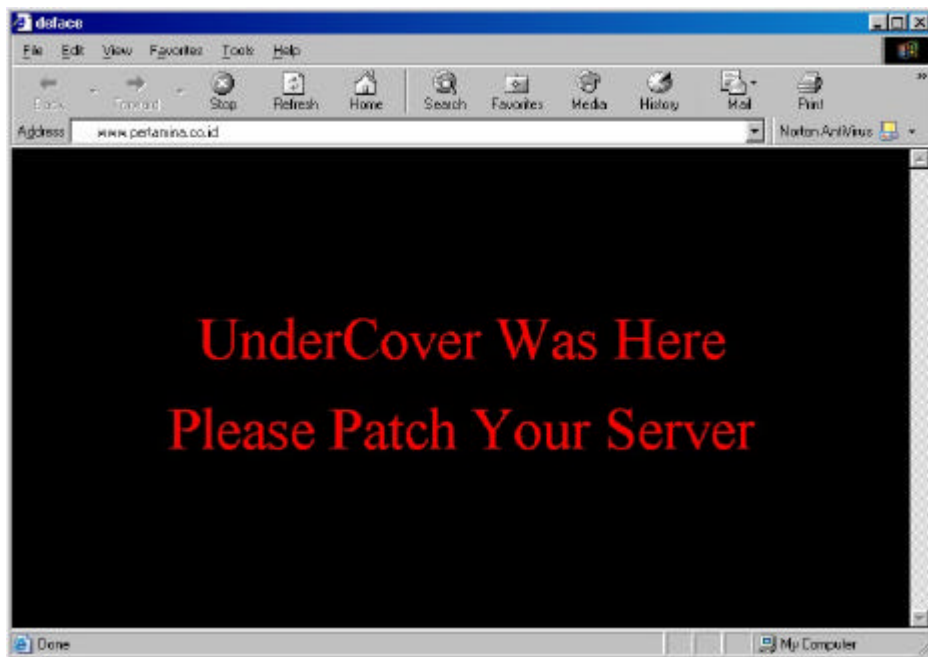 deface
File Edit View Favorites Tools Help
Back Forward Stop Refresh Home Search Favorites Media History Mail Print
Address www.pertamina.co.id Norton AntiVirus
UnderCover Was Here
Please Patch Your Server
Done My Computer